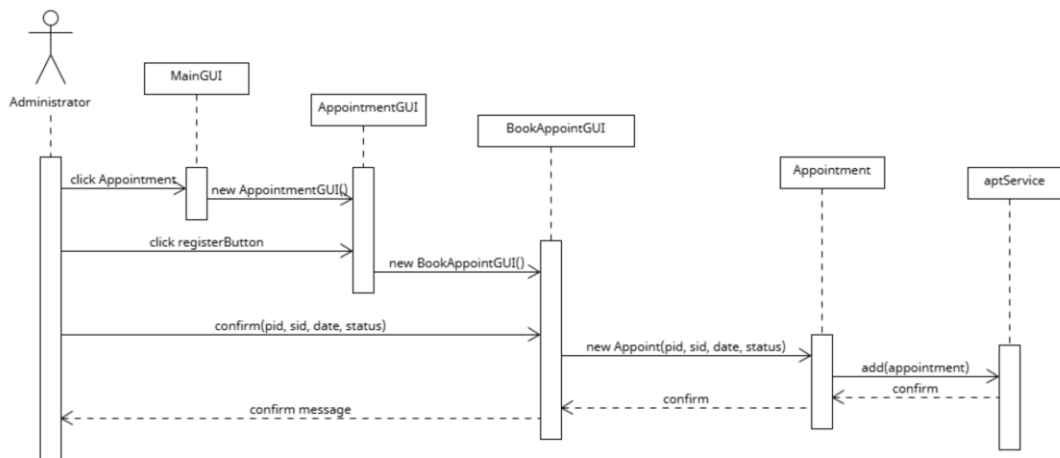 MainGUI
Administrator
AppointmentGUI
BookAppointGUI
Appointment
aptService
click Appointment
new AppointmentGUI()
click registerButton
new BookAppointGUI()
confirm(pid, sid, date, status)
new Appoint(pid, sid, date, status)
add(appointment)
confirm
confirm
confirm message